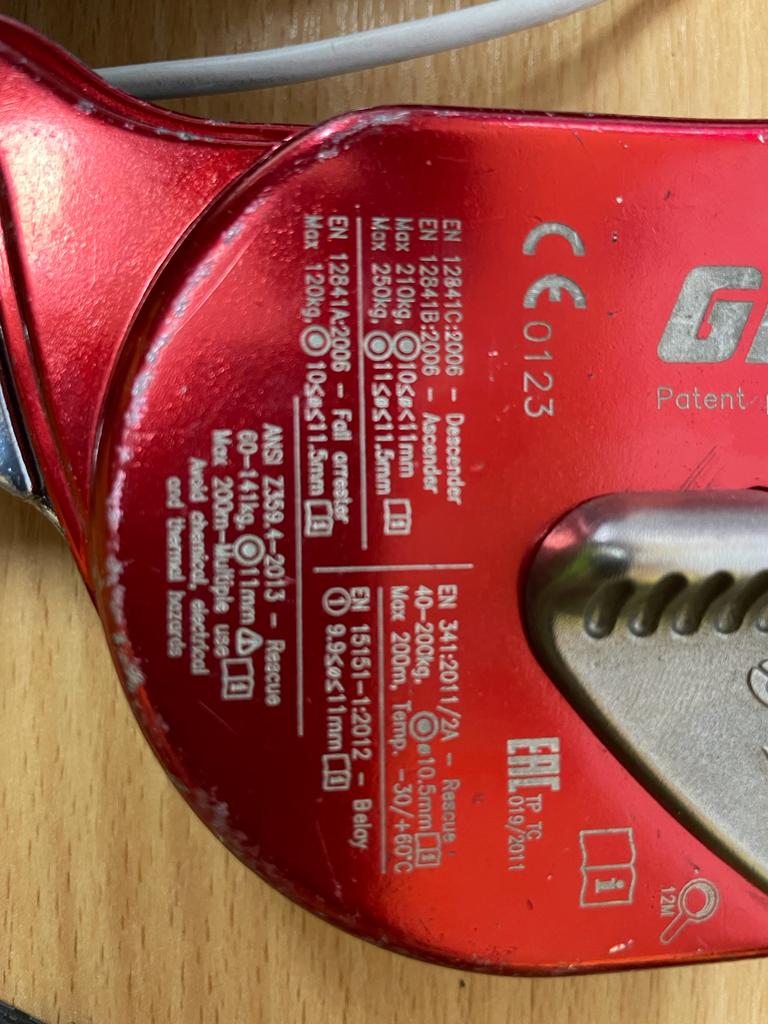 CE 0123
G
Patent
EN 12841C:2006 – Descender
EN 12841B:2006 – Ascender
Max 210kg, 10≤ø<11mm
Max 250kg, 11≤ø≤11.5mm
EN 12841A:2006 – Fall arrester
Max 120kg, 10≤ø≤11.5mm
EN 341:2011/2A – Rescue
40–200kg, ø10.5mm
Max 200m, Temp. –30/+60°C
EN 15151–1:2012 – Belay
9.9≤ø≤11mm
ANSI Z359.4–2013 – Rescue
60–141kg, 11mm
Max 200m–Multiple use
Avoid chemical, electrical
and thermal hazards
EAC TP TC
019/2011
i
12M